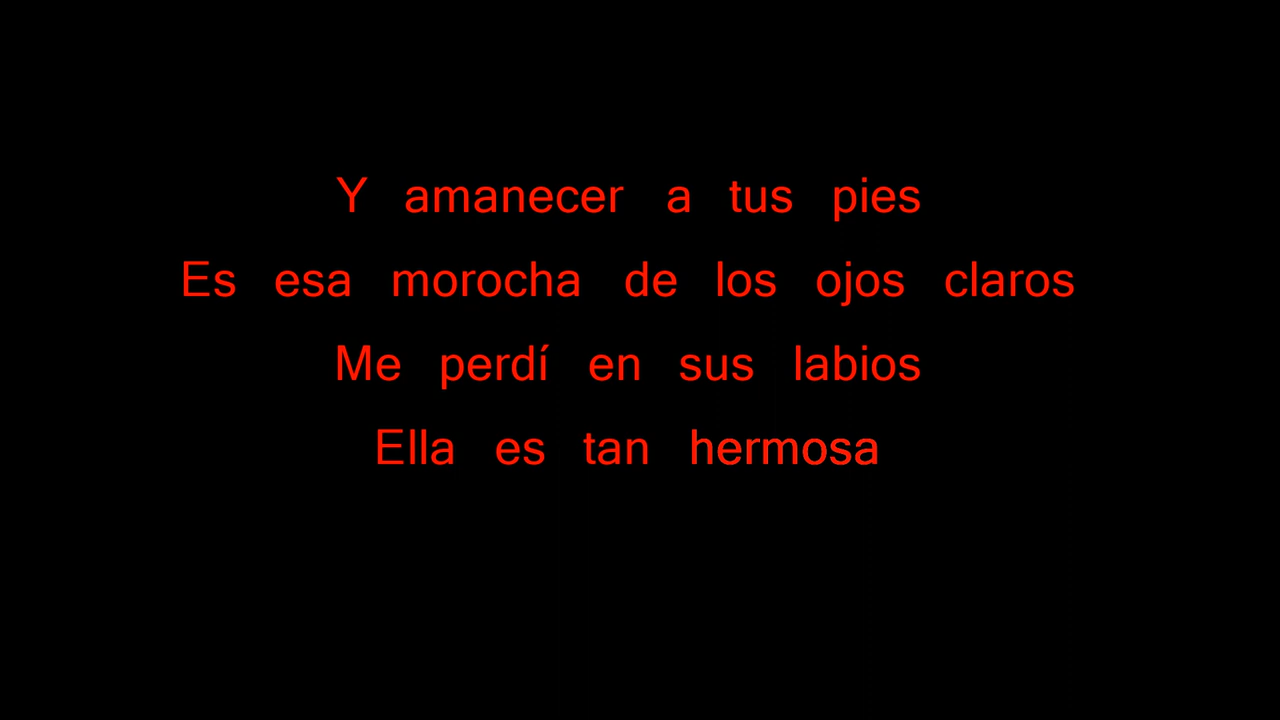 Y amanecer a tus pies
Es esa morocha de los ojos claros
Me perdí en sus labios
Ella es tan hermosa